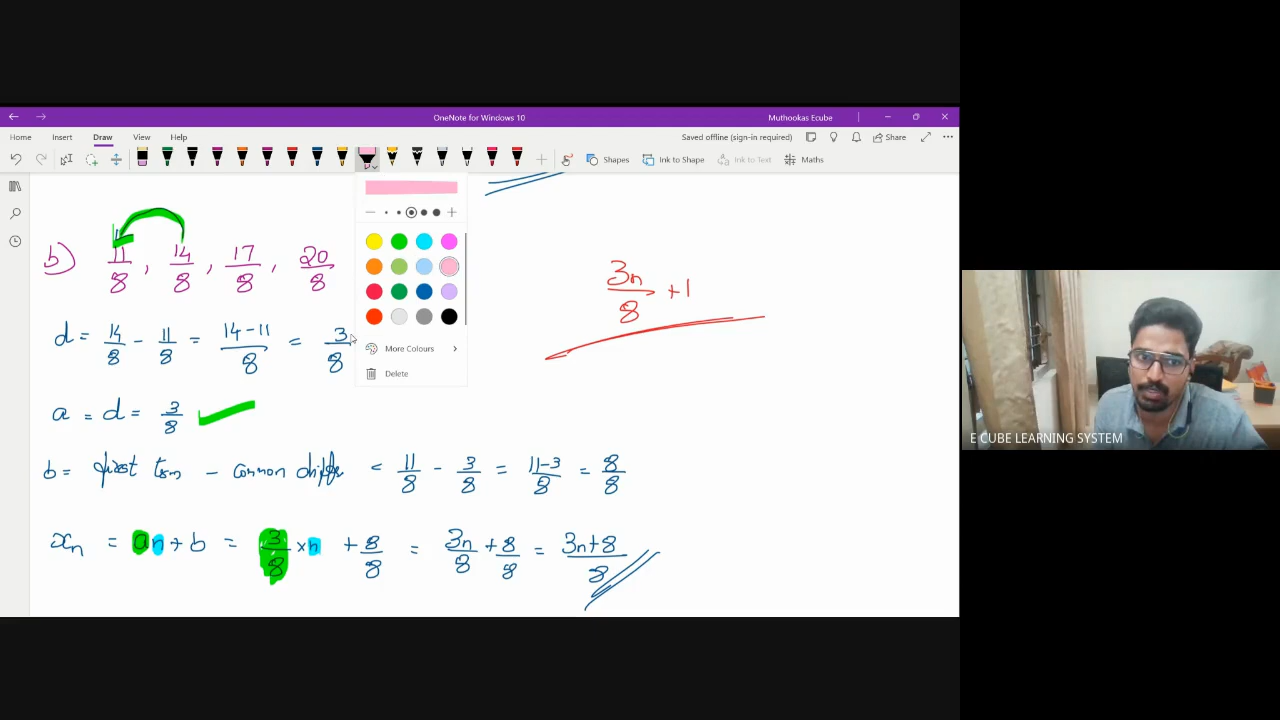 OneNote for Windows 10
Muthookas Ecube
Home Insert Draw View Help
Saved offline (sign-in required) Share
Shapes Ink to Shape Ink to Text Maths
b) 11/8, 14/8, 17/8, 20/8
3n/8 +1
d = 14/8 - 11/8 = 14-11/8 = 3/8
More Colours
Delete
a = d = 3/8
b = first term - common diffe = 11/8 - 3/8 = 11-3/8 = 8/8
xn = an + b = 3/8 × n + 8/8 = 3n/8 + 8/8 = 3n+8/8
E CUBE LEARNING SYSTEM